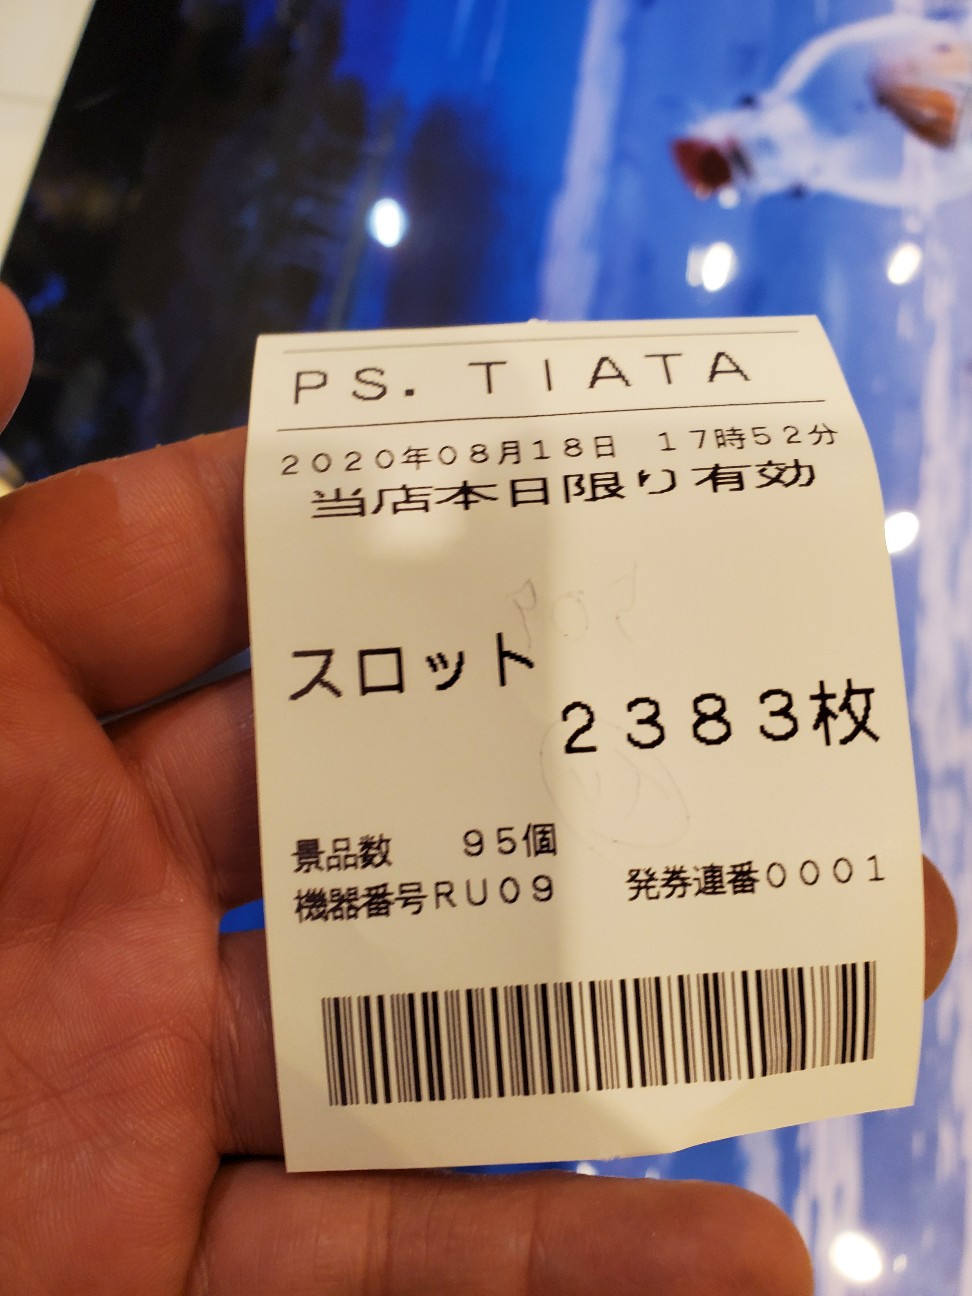 PS. TIATA
2020年08月18日 17時52分
当店本日限り有効
スロット
2383枚
景品数 95個
機器番号RU09 発券連番0001